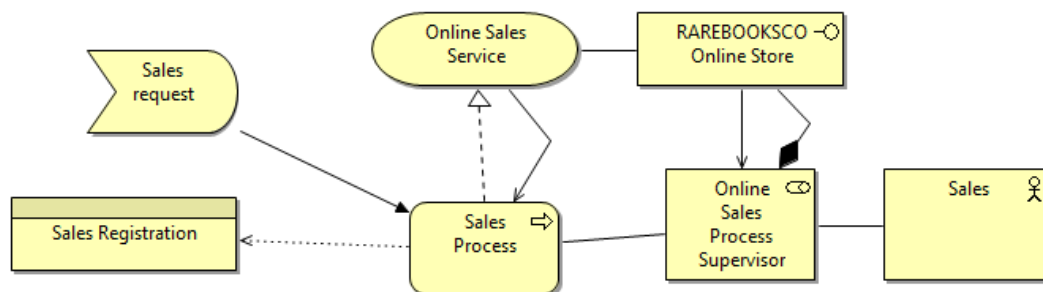 Sales
request
Online Sales
Service
RAREBOOKSCO
Online Store
Sales Registration
Sales
Process
Online
Sales
Process
Supervisor
Sales